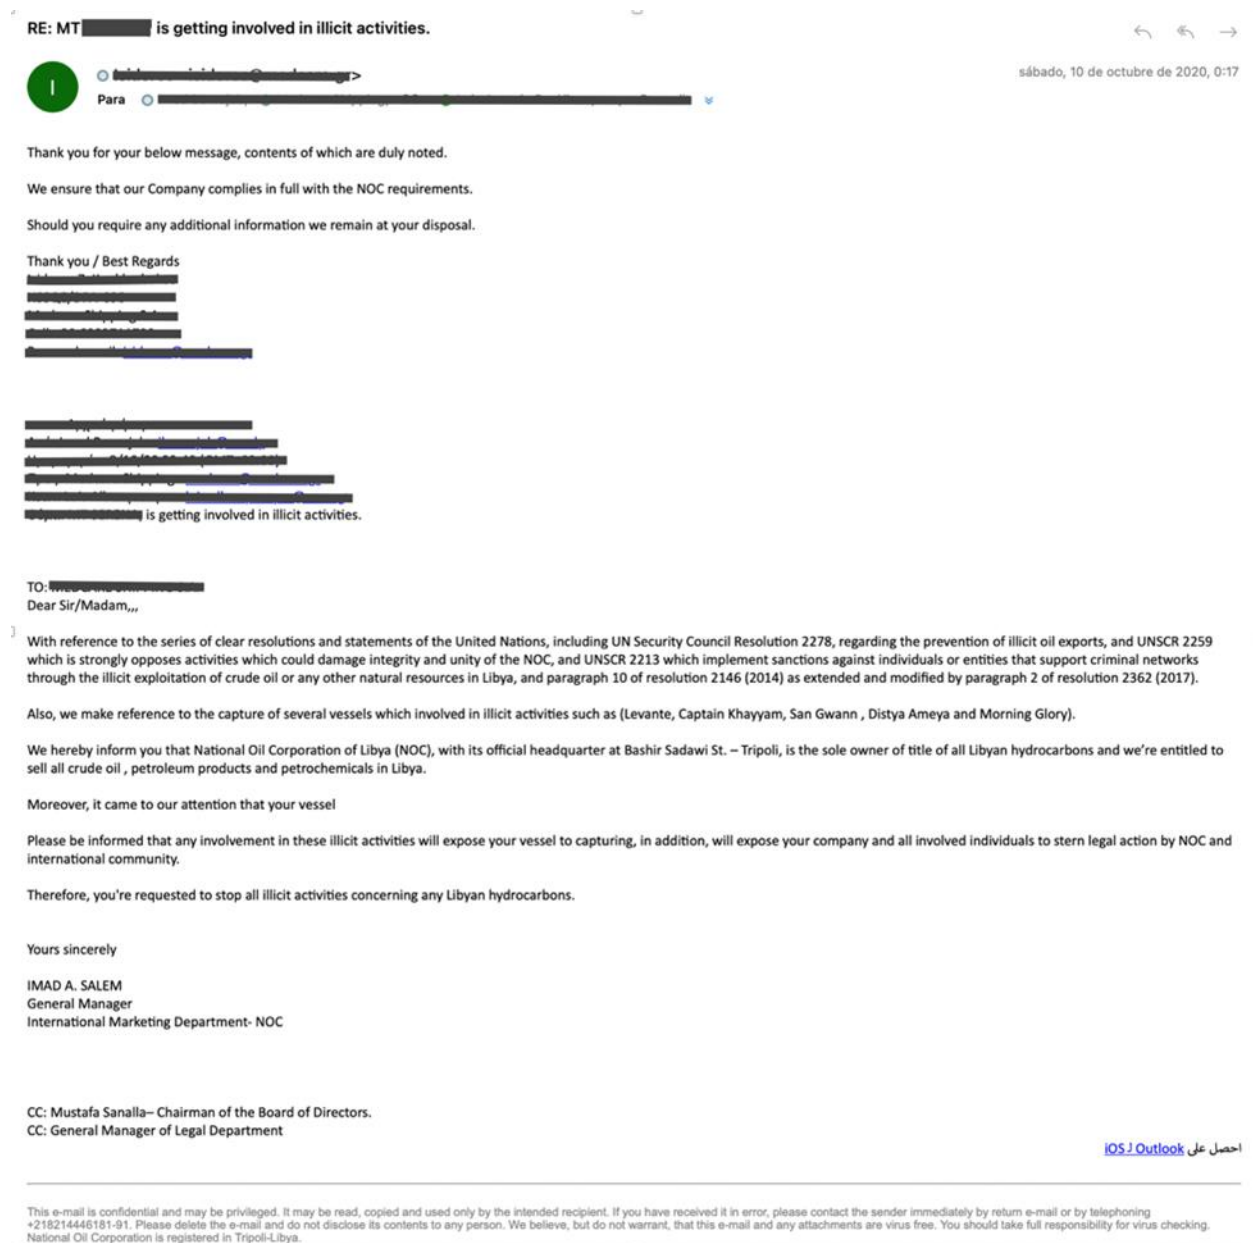 RE: MT is getting involved in illicit activities.
I
sábado, 10 de octubre de 2020, 0:17
Para
Thank you for your below message, contents of which are duly noted.
We ensure that our Company complies in full with the NOC requirements.
Should you require any additional information we remain at your disposal.
Thank you / Best Regards
is getting involved in illicit activities.
TO:
Dear Sir/Madam,,,
With reference to the series of clear resolutions and statements of the United Nations, including UN Security Council Resolution 2278, regarding the prevention of illicit oil exports, and UNSCR 2259
which is strongly opposes activities which could damage integrity and unity of the NOC, and UNSCR 2213 which implement sanctions against individuals or entities that support criminal networks
through the illicit exploitation of crude oil or any other natural resources in Libya, and paragraph 10 of resolution 2146 (2014) as extended and modified by paragraph 2 of resolution 2362 (2017).
Also, we make reference to the capture of several vessels which involved in illicit activities such as (Levante, Captain Khayyam, San Gwann , Distya Ameya and Morning Glory).
We hereby inform you that National Oil Corporation of Libya (NOC), with its official headquarter at Bashir Sadawi St. – Tripoli, is the sole owner of title of all Libyan hydrocarbons and we're entitled to
sell all crude oil , petroleum products and petrochemicals in Libya.
Moreover, it came to our attention that your vessel
Please be informed that any involvement in these illicit activities will expose your vessel to capturing, in addition, will expose your company and all involved individuals to stern legal action by NOC and
international community.
Therefore, you're requested to stop all illicit activities concerning any Libyan hydrocarbons.
Yours sincerely
IMAD A. SALEM
General Manager
International Marketing Department- NOC
CC: Mustafa Sanalla– Chairman of the Board of Directors.
CC: General Manager of Legal Department
احصل على Outlook لـ iOS
This e-mail is confidential and may be privileged. It may be read, copied and used only by the intended recipient. If you have received it in error, please contact the sender immediately by return e-mail or by telephoning
+218214446181-91. Please delete the e-mail and do not disclose its contents to any person. We believe, but do not warrant, that this e-mail and any attachments are virus free. You should take full responsibility for virus checking.
National Oil Corporation is registered in Tripoli-Libya.